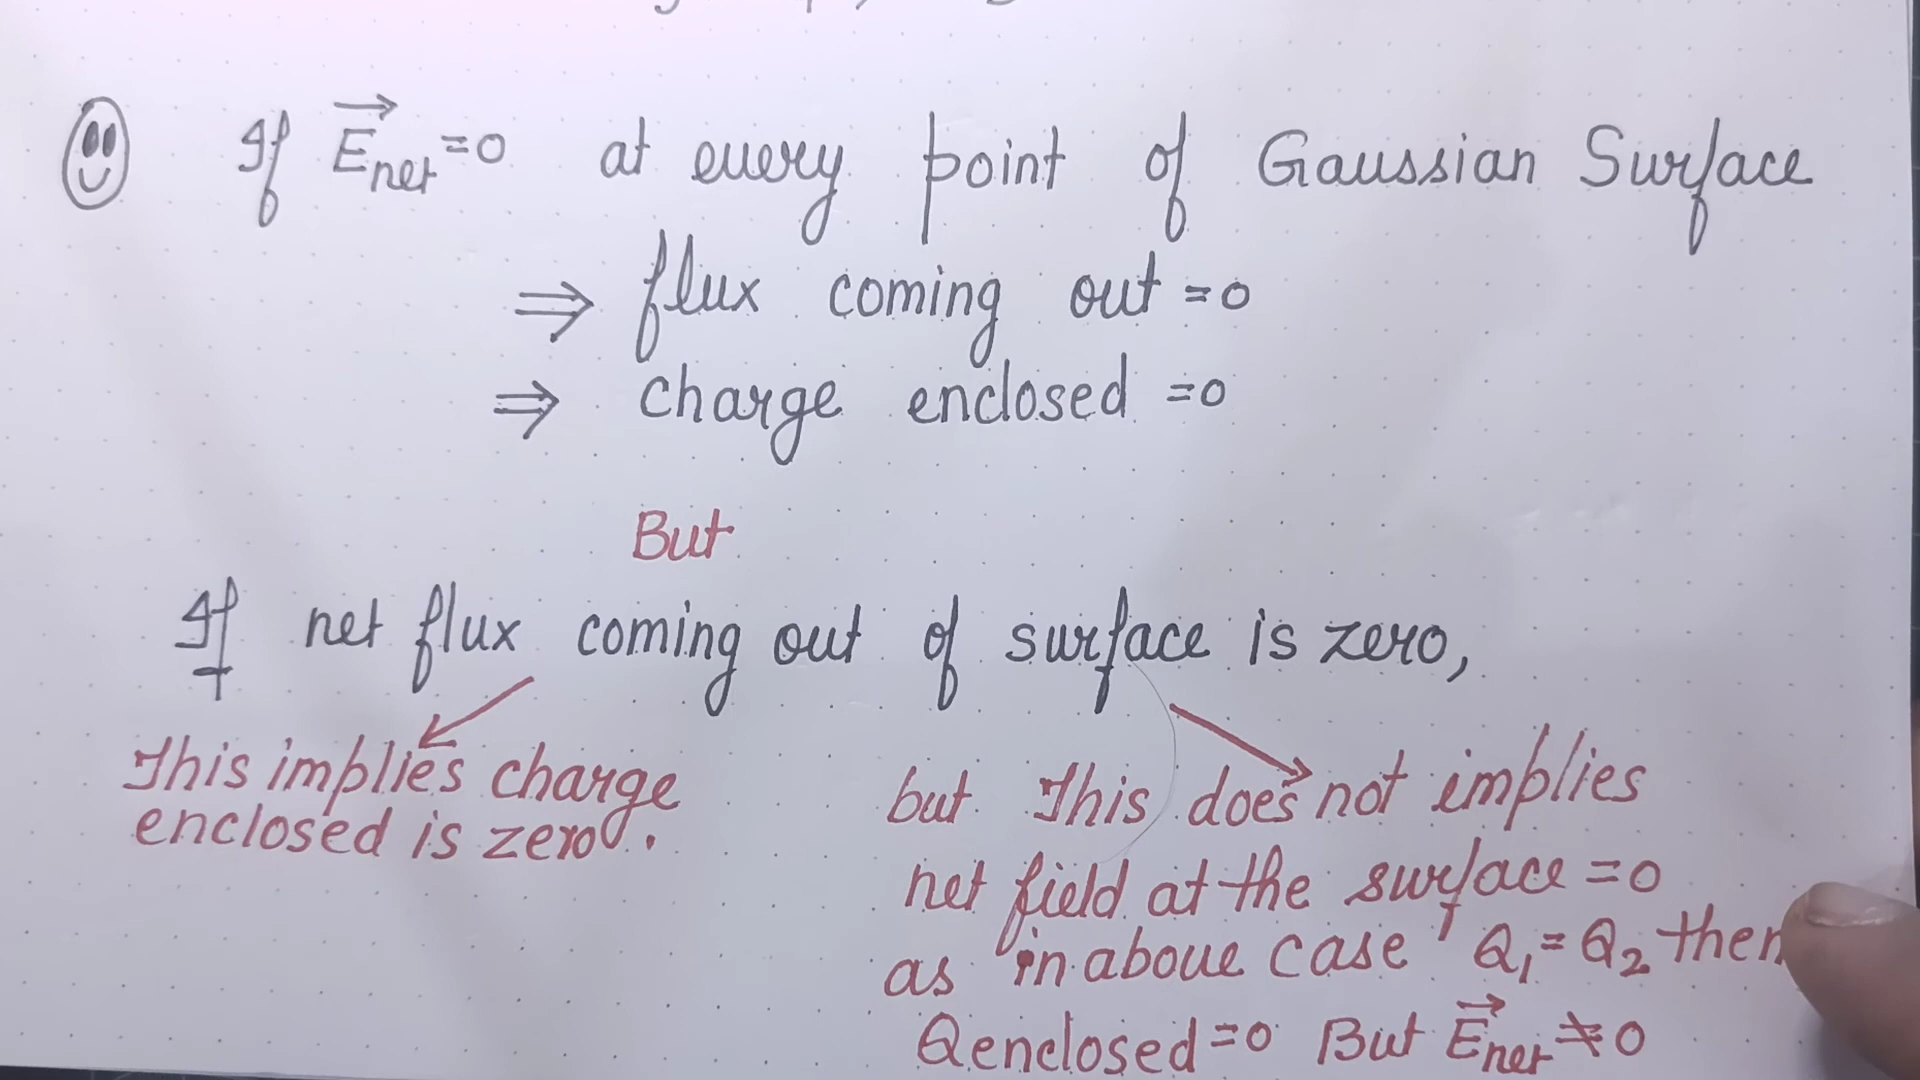 If E⃗net = 0 at every point of Gaussian Surface
⇒ flux coming out = 0
⇒ charge enclosed = 0
But
If net flux coming out of surface is zero,
This implies charge
enclosed is zero.
but This does not implies
net field at the surface = 0
as in above case Q₁ = Q₂ then
Qenclosed = 0 But E⃗net ≠ 0